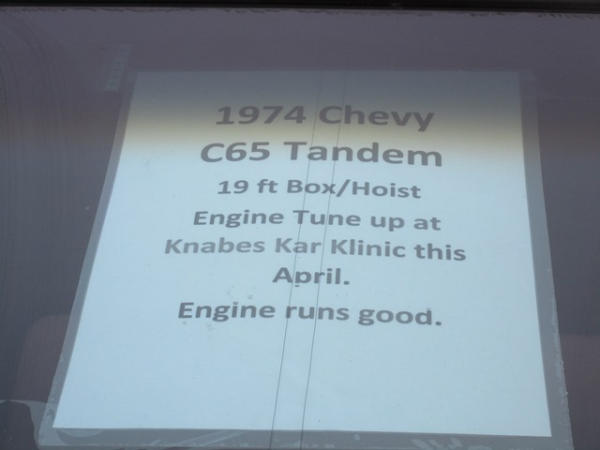 1974 Chevy
C65 Tandem
19 ft Box/Hoist
Engine Tune up at
Knabes Kar Klinic this
April.
Engine runs good.